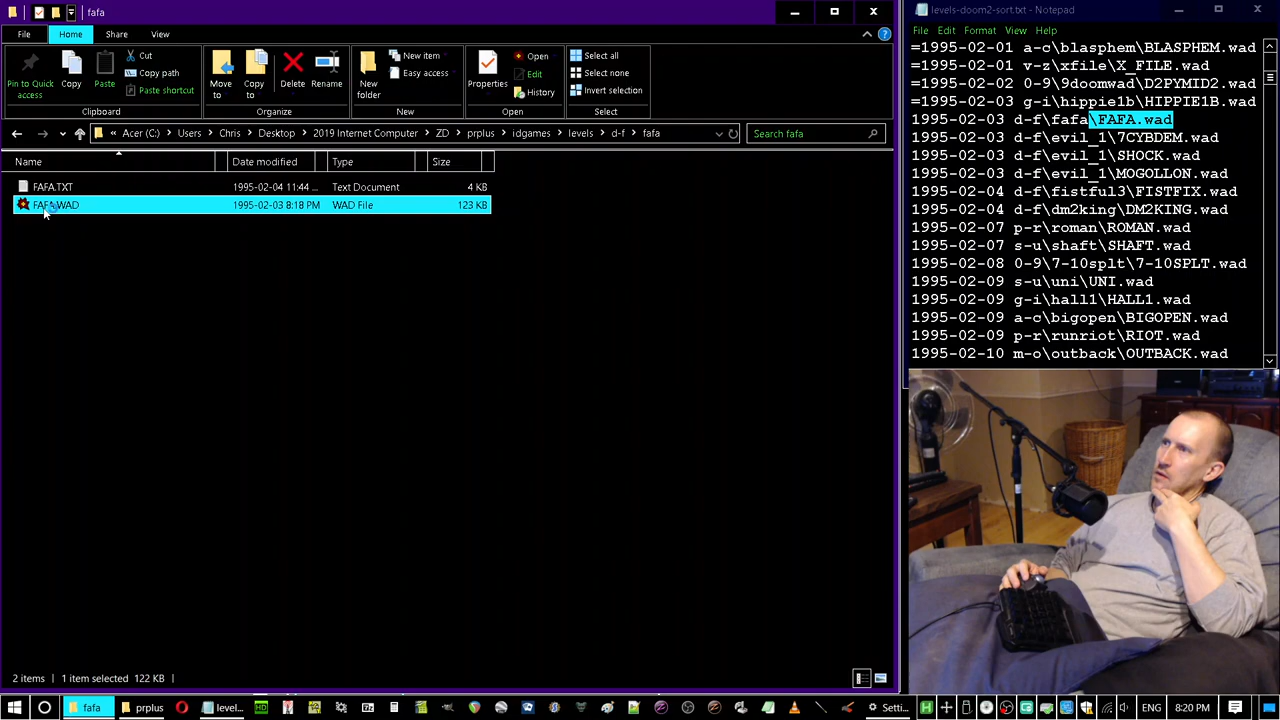 fafa
File
Home
Share
View
Pin to Quick access
Copy
Paste
Cut
Copy path
Paste shortcut
Clipboard
Move to
Copy to
Delete
Rename
Organize
New folder
New item
Easy access
New
Properties
Open
Edit
History
Open
Select all
Select none
Invert selection
Select
Acer (C:) > Users > Chris > Desktop > 2019 Internet Computer > ZD > prplus > idgames > levels > d-f > fafa
Search fafa
Name Date modified Type Size
FAFA.TXT 1995-02-04 11:44 ... Text Document 4 KB
FAFA.WAD 1995-02-03 8:18 PM WAD File 123 KB
2 items 1 item selected 122 KB
levels-doom2-sort.txt - Notepad
File Edit Format View Help
=1995-02-01 a-c\blasphem\BLASPHEM.wad
=1995-02-01 v-z\xfile\X_FILE.wad
=1995-02-02 0-9\9doomwad\D2PYMID2.wad
=1995-02-03 g-i\hippie1b\HIPPIE1B.wad
1995-02-03 d-f\fafa\FAFA.wad
1995-02-03 d-f\evil_1\7CYBDEM.wad
1995-02-03 d-f\evil_1\SHOCK.wad
1995-02-03 d-f\evil_1\MOGOLLON.wad
1995-02-04 d-f\fistful3\FISTFIX.wad
1995-02-04 d-f\dm2king\DM2KING.wad
1995-02-07 p-r\roman\ROMAN.wad
1995-02-07 s-u\shaft\SHAFT.wad
1995-02-08 0-9\7-10splt\7-10SPLT.wad
1995-02-09 s-u\uni\UNI.wad
1995-02-09 g-i\hall1\HALL1.wad
1995-02-09 a-c\bigopen\BIGOPEN.wad
1995-02-09 p-r\runriot\RIOT.wad
1995-02-10 m-o\outback\OUTBACK.wad
fafa
prplus
level...
Setti...
ENG
8:20 PM